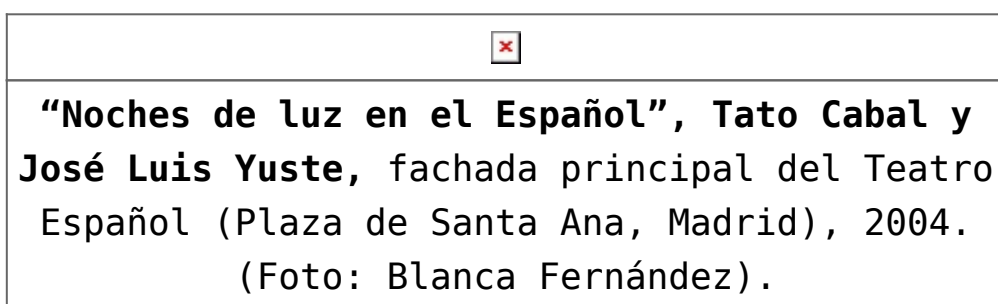 “Noches de luz en el Español”, Tato Cabal y
José Luis Yuste, fachada principal del Teatro
Español (Plaza de Santa Ana, Madrid), 2004.
(Foto: Blanca Fernández).